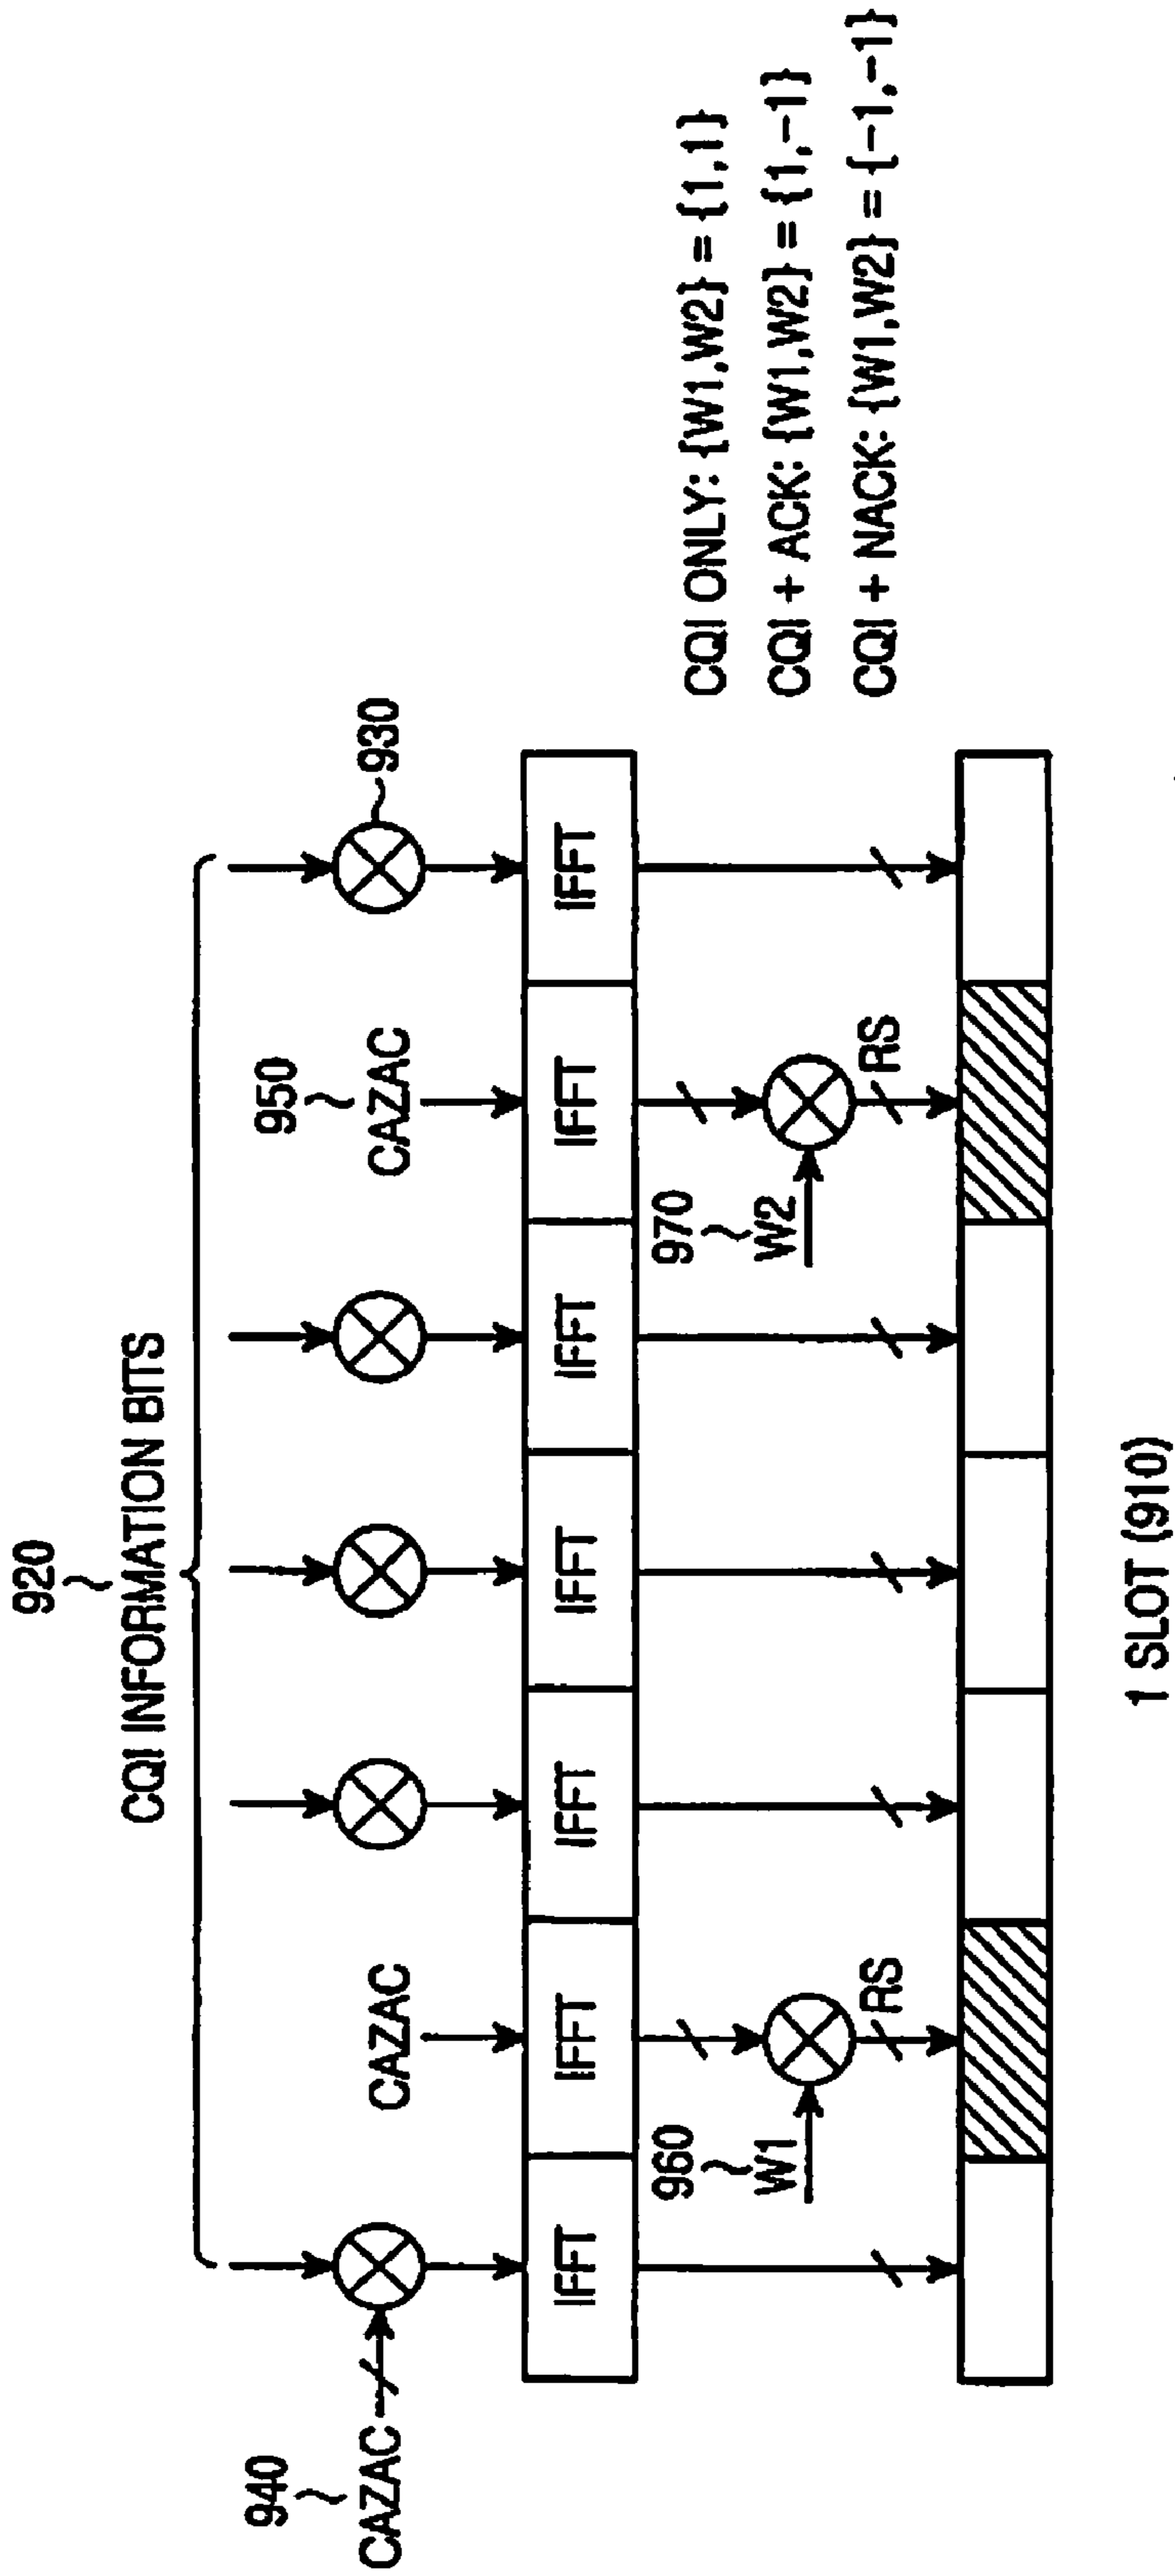 920
CQI INFORMATION BITS
940
CAZAC
CAZAC
950
CAZAC
930
IFFT IFFT IFFT IFFT IFFT IFFT IFFT
960
W1
RS
970
W2
RS
CQI ONLY: {W1,W2} = {1,1}
CQI + ACK: {W1,W2} = {1,-1}
CQI + NACK: {W1,W2} = {-1,-1}
1 SLOT (910)